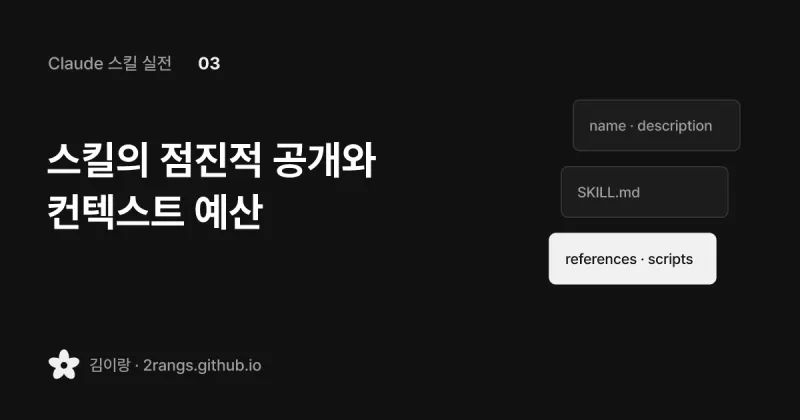 Claude 스킬 실전 03
스킬의 점진적 공개와
컨텍스트 예산
name · description
SKILL.md
references · scripts
김이랑 · 2rangs.github.io